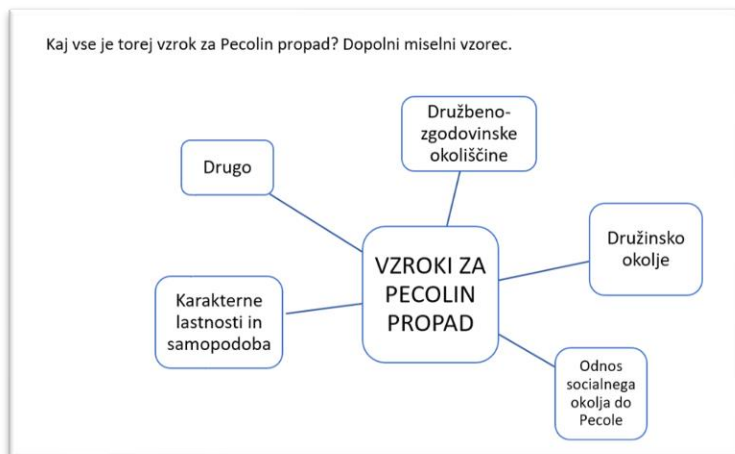 Kaj vse je torej vzrok za Pecolin propad? Dopolni miselni vzorec.
Družbeno-
zgodovinske
okoliščine
Drugo
Družinsko
okolje
VZROKI ZA
PECOLIN
PROPAD
Karakterne
lastnosti in
samopodoba
Odnos
socialnega
okolja do
Pecole